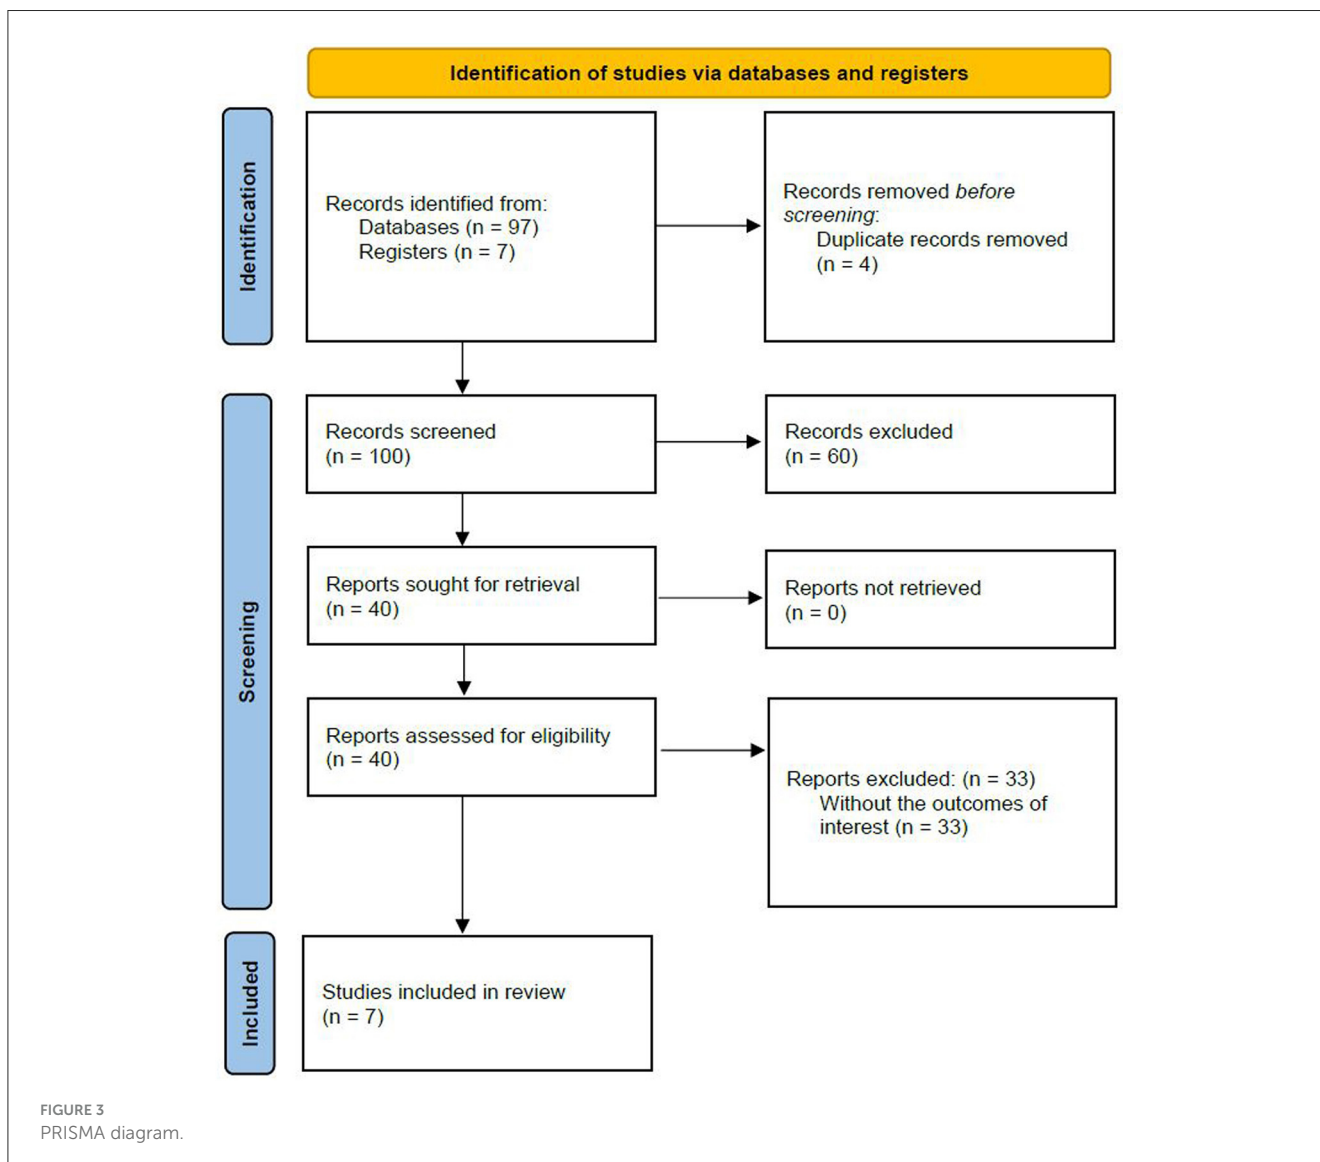 Identification of studies via databases and registers
Identification
Records identified from:
Databases (n = 97)
Registers (n = 7)
Records removed before
screening:
Duplicate records removed
(n = 4)
Screening
Records screened
(n = 100)
Records excluded
(n = 60)
Reports sought for retrieval
(n = 40)
Reports not retrieved
(n = 0)
Reports assessed for eligibility
(n = 40)
Reports excluded: (n = 33)
Without the outcomes of
interest (n = 33)
Included
Studies included in review
(n = 7)
FIGURE 3
PRISMA diagram.